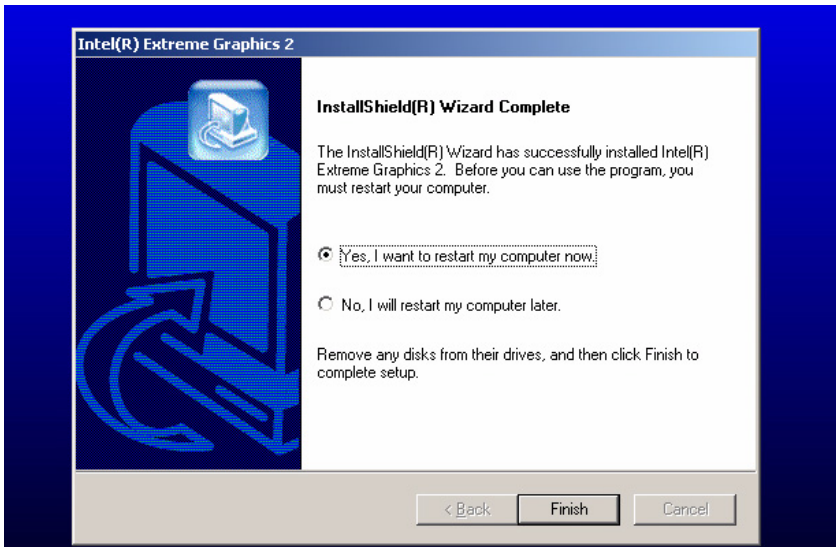 Intel(R) Extreme Graphics 2
InstallShield(R) Wizard Complete
The InstallShield(R) Wizard has successfully installed Intel(R)
Extreme Graphics 2. Before you can use the program, you
must restart your computer.
Yes, I want to restart my computer now.
No, I will restart my computer later.
Remove any disks from their drives, and then click Finish to
complete setup.
< Back
Finish
Cancel